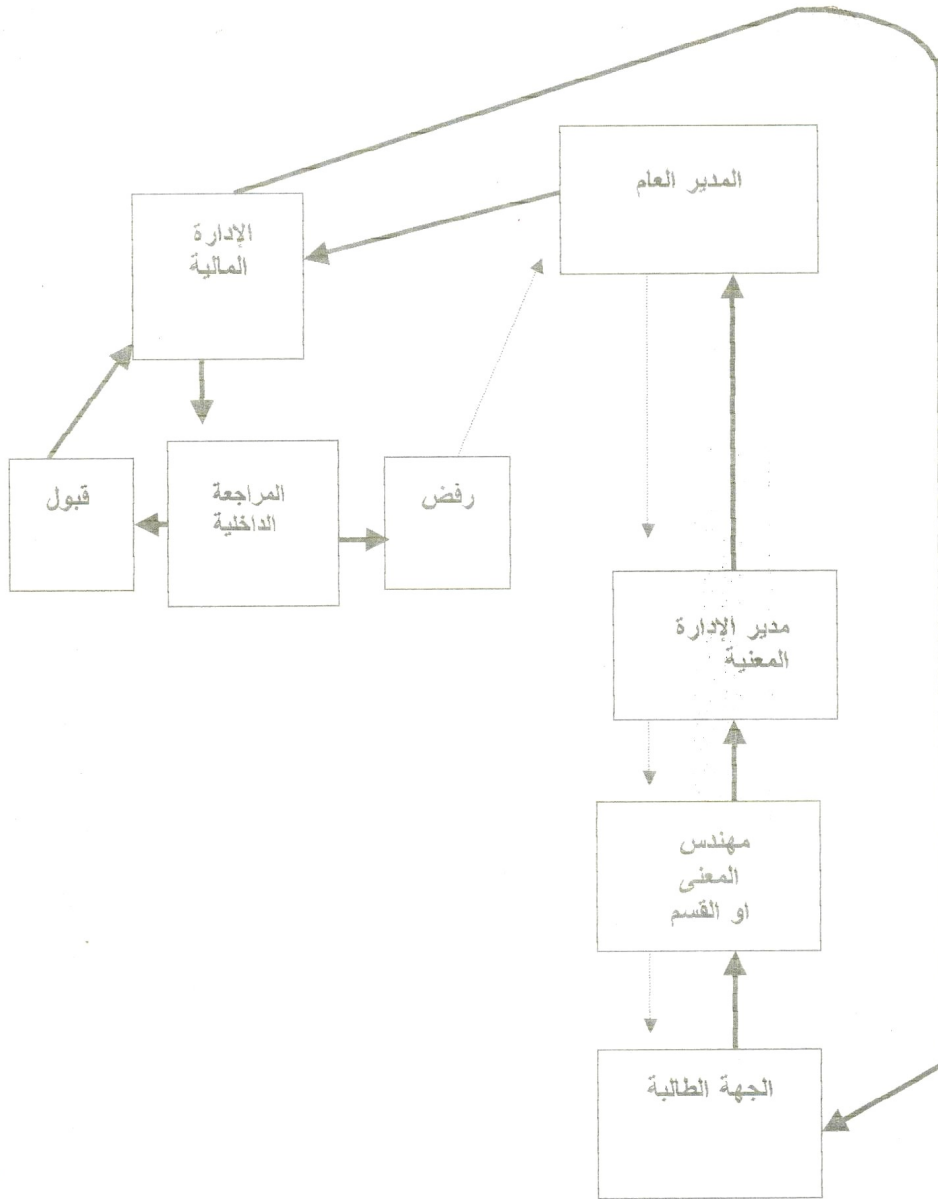 المدير العام
الإدارة
المالية
قبول
المراجعة
الداخلية
رفض
مدير الإدارة
المعنية
مهندس
المعنى
او القسم
الجهة الطالبة